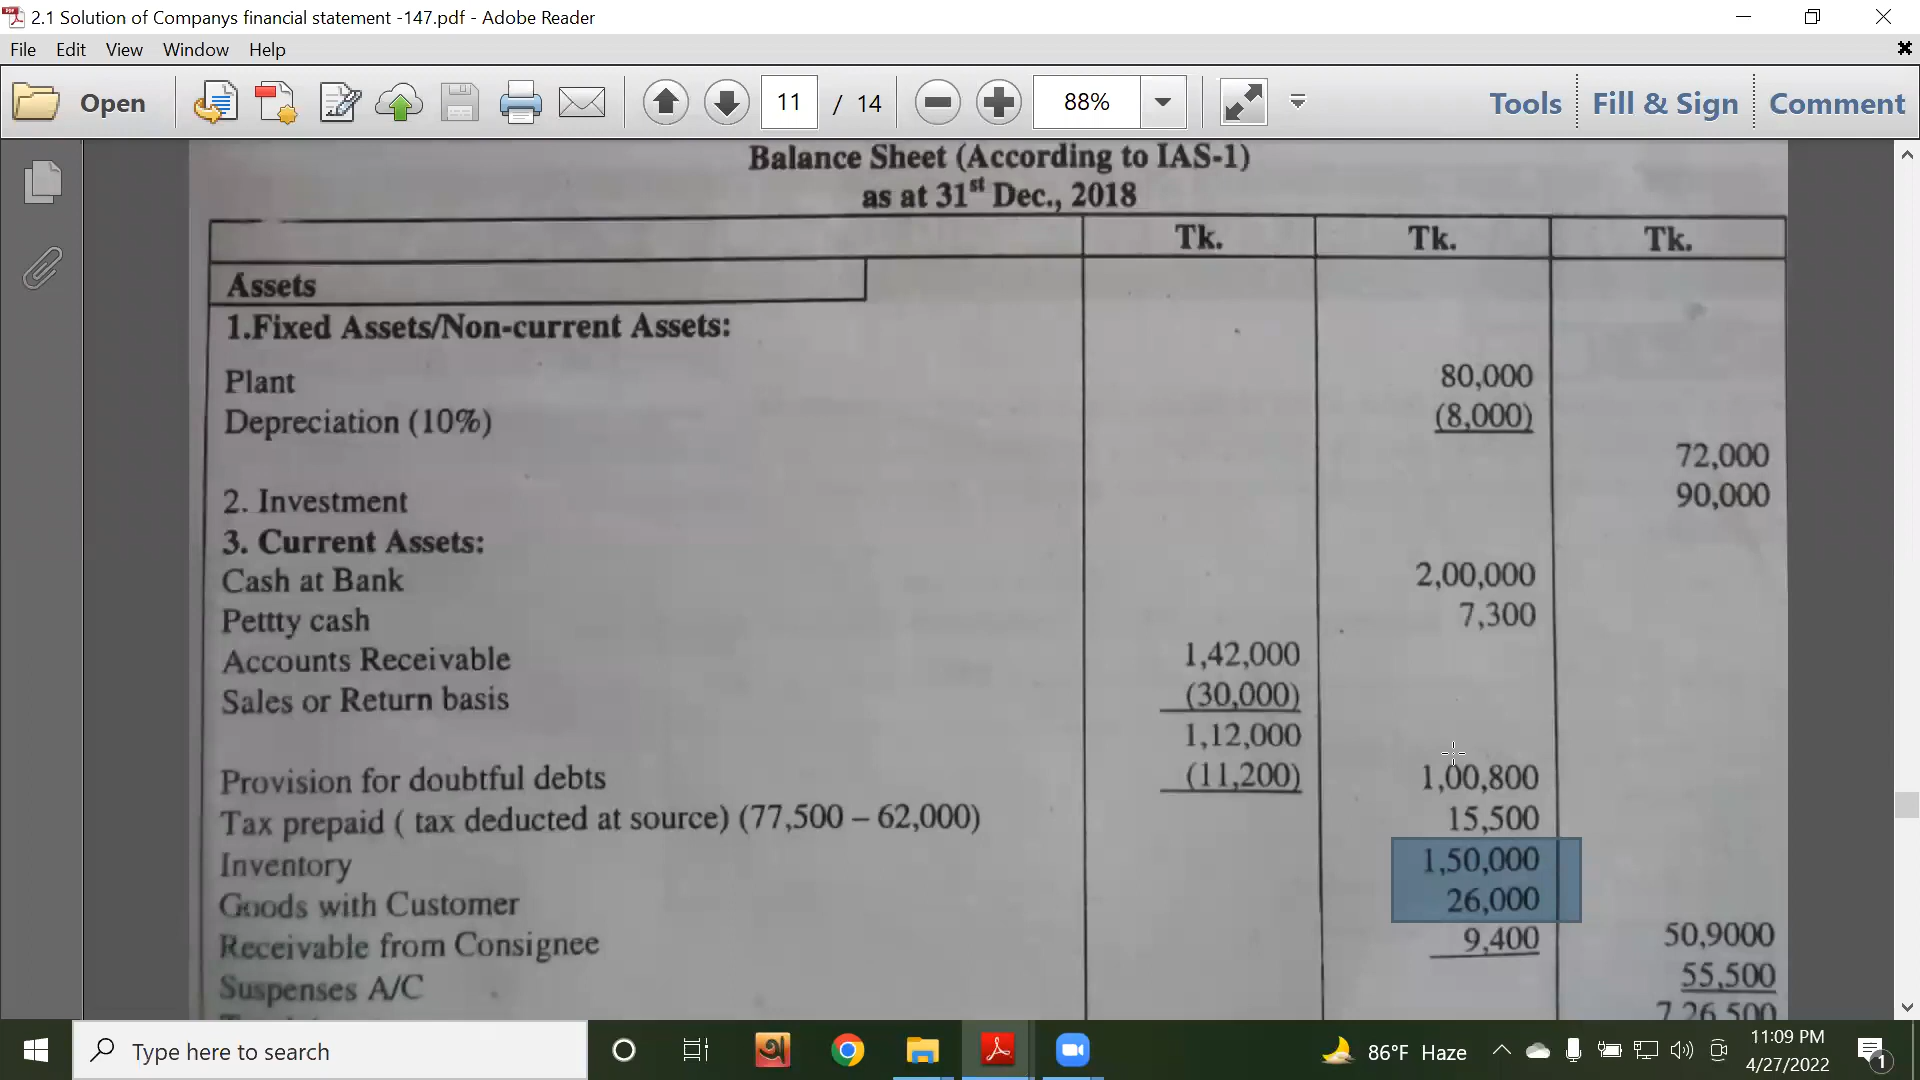 2.1 Solution of Companys financial statement -147.pdf - Adobe Reader
File Edit View Window Help
Open 11 / 14 88% Tools Fill & Sign Comment
Balance Sheet (According to IAS-1)
as at 31st Dec., 2018
Tk. Tk. Tk.
Assets
1.Fixed Assets/Non-current Assets:
Plant 80,000
Depreciation (10%) (8,000)
72,000
2. Investment 90,000
3. Current Assets:
Cash at Bank 2,00,000
Pettty cash 7,300
Accounts Receivable 1,42,000
Sales or Return basis (30,000)
1,12,000
Provision for doubtful debts (11,200) 1,00,800
Tax prepaid ( tax deducted at source) (77,500 – 62,000) 15,500
Inventory 1,50,000
Goods with Customer 26,000
Receivable from Consignee 9,400 50,9000
Suspenses A/C 55,500
7,26,500
Type here to search 86°F Haze 11:09 PM
4/27/2022 1